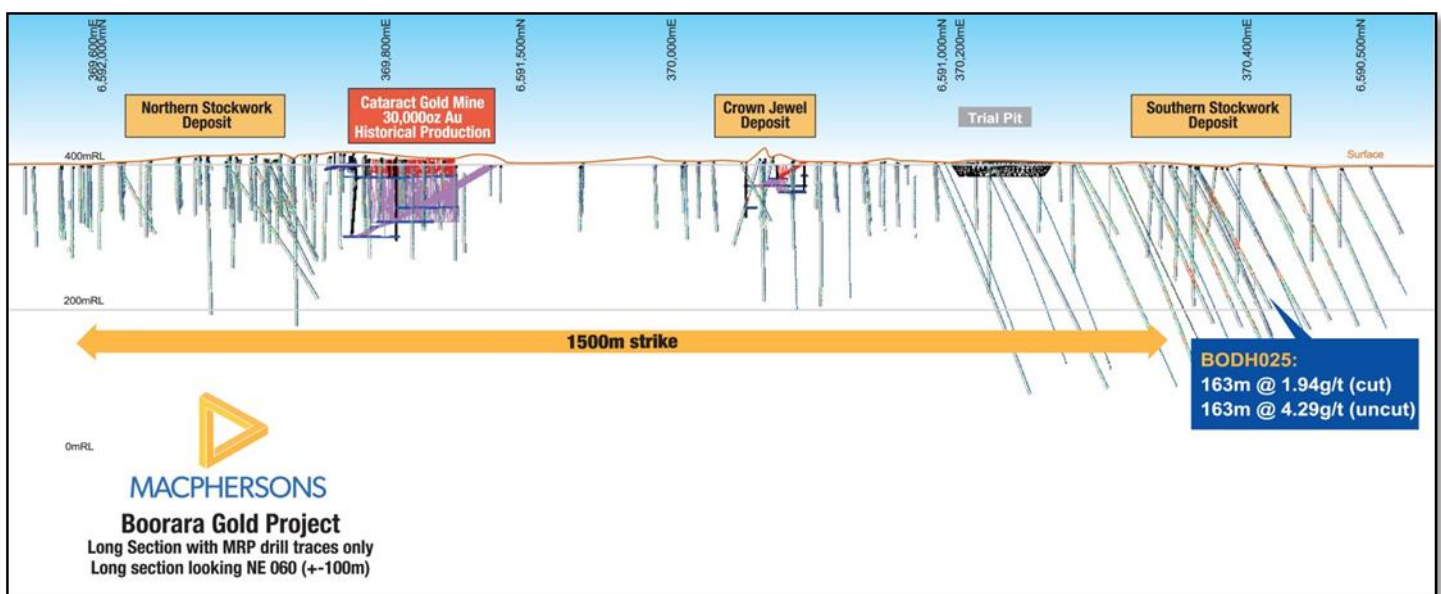 369,600mE
6,592,000mN
369,800mE
6,591,500mN
370,000mE
6,591,000mN
370,200mE
370,400mE
6,590,500mN
Northern Stockwork
Deposit
Cataract Gold Mine
30,000oz Au
Historical Production
Crown Jewel
Deposit
Trial Pit
Southern Stockwork
Deposit
400mRL
Surface
200mRL
1500m strike
BODH025:
163m @ 1.94g/t (cut)
163m @ 4.29g/t (uncut)
0mRL
MACPHERSONS
Boorara Gold Project
Long Section with MRP drill traces only
Long section looking NE 060 (+-100m)